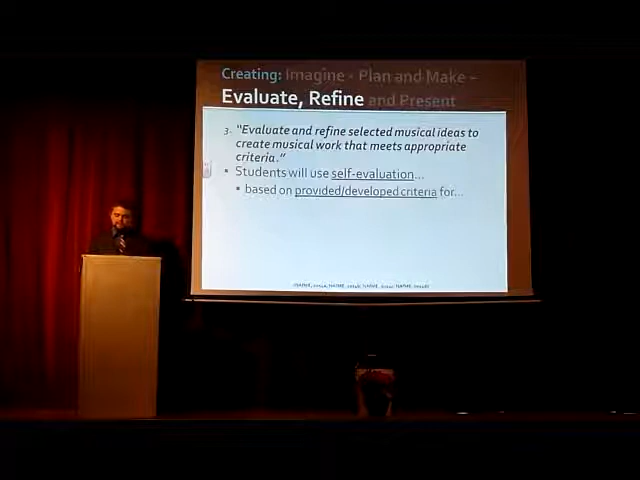 Creating: Imagine - Plan and Make –
Evaluate, Refine and Present
3. "Evaluate and refine selected musical ideas to
create musical work that meets appropriate
criteria."
▪ Students will use self-evaluation...
▪ based on provided/developed criteria for...